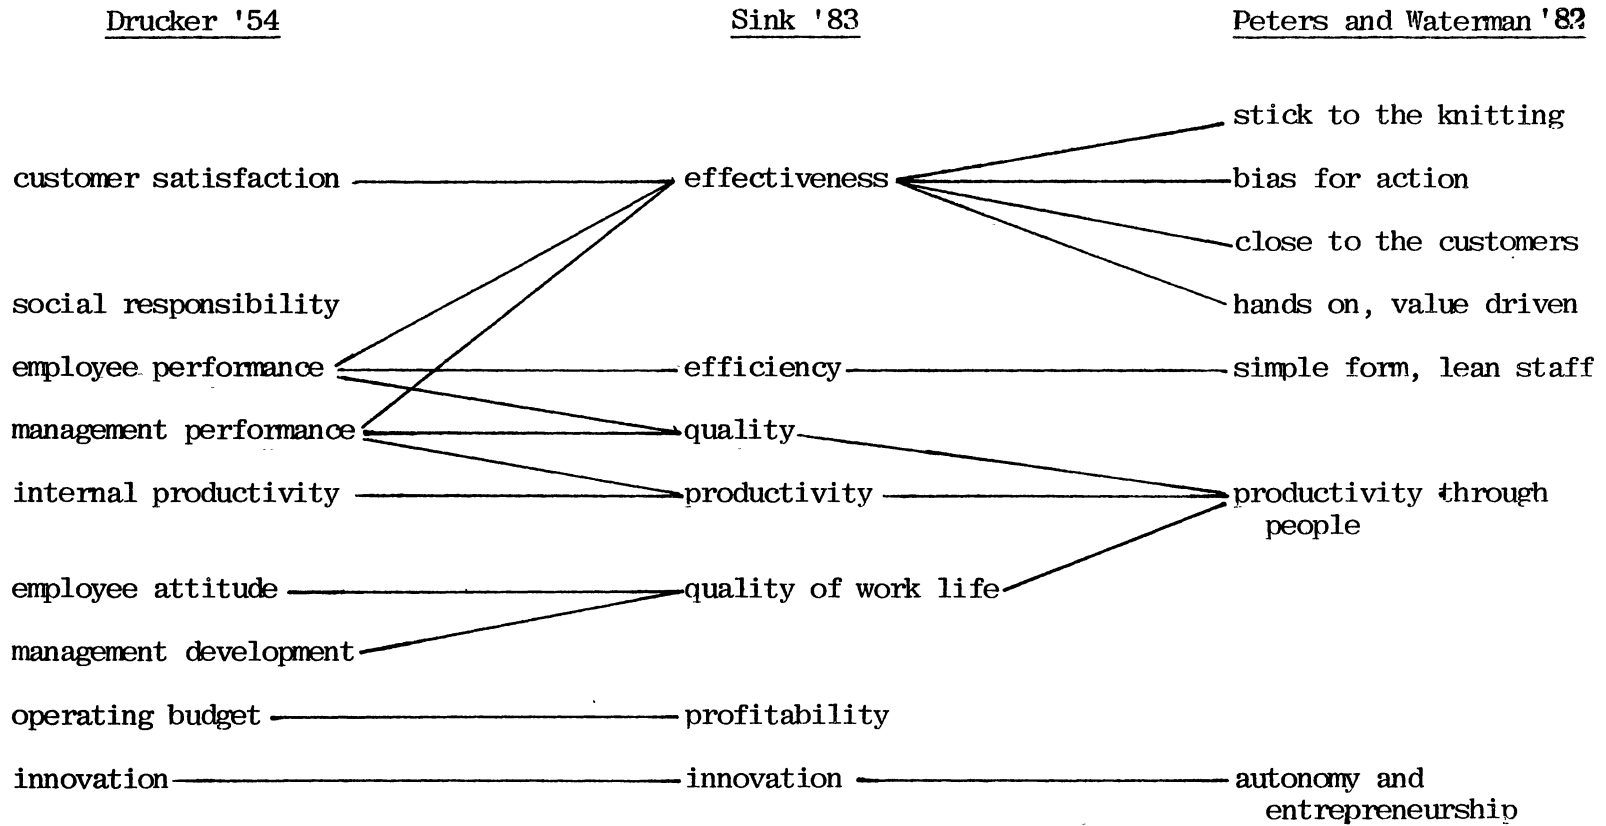 Drucker '54 Sink '83 Peters and Waterman '82
stick to the knitting
customer satisfaction effectiveness bias for action
close to the customers
social responsibility hands on, value driven
employee performance efficiency simple form, lean staff
management performance quality
internal productivity productivity productivity through
people
employee attitude quality of work life
management development
operating budget profitability
innovation innovation autonomy and
entrepreneurship